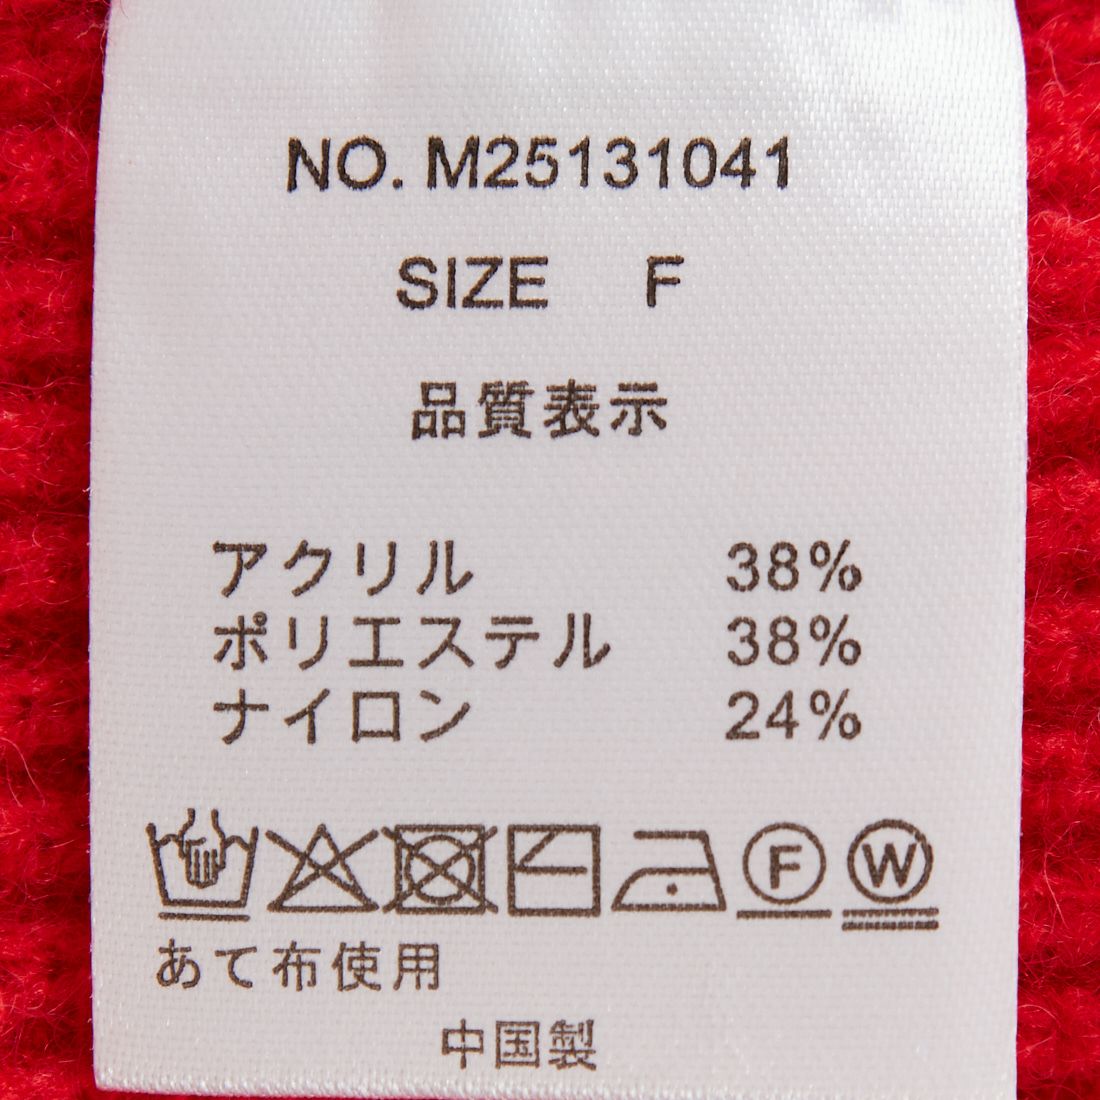 NO. M25131041
SIZE F
品質表示
アクリル 38%
ポリエステル 38%
ナイロン 24%
F W
あて布使用
中国製